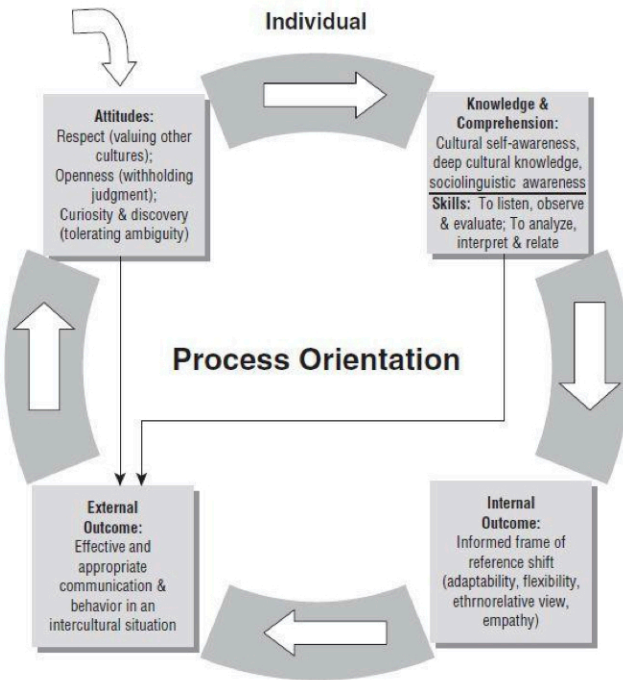 Individual
Attitudes:
Respect (valuing other
cultures);
Openness (withholding
judgment);
Curiosity & discovery
(tolerating ambiguity)
Knowledge &
Comprehension:
Cultural self-awareness,
deep cultural knowledge,
sociolinguistic awareness
Skills: To listen, observe
& evaluate; To analyze,
interpret & relate
Process Orientation
External
Outcome:
Effective and
appropriate
communication &
behavior in an
intercultural situation
Internal
Outcome:
Informed frame of
reference shift
(adaptability, flexibility,
ethrnorelative view,
empathy)